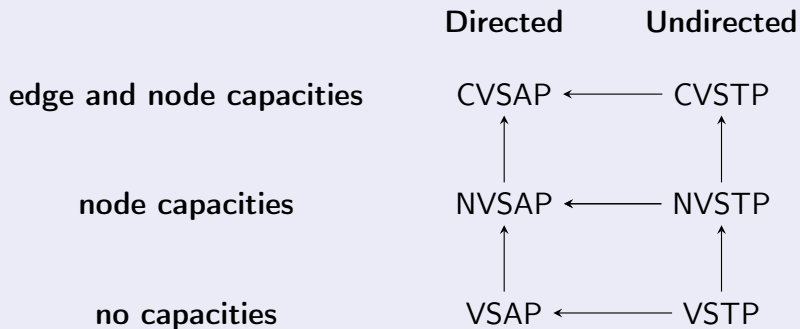 Directed Undirected
edge and node capacities CVSAP CVSTP
node capacities NVSAP NVSTP
no capacities VSAP VSTP